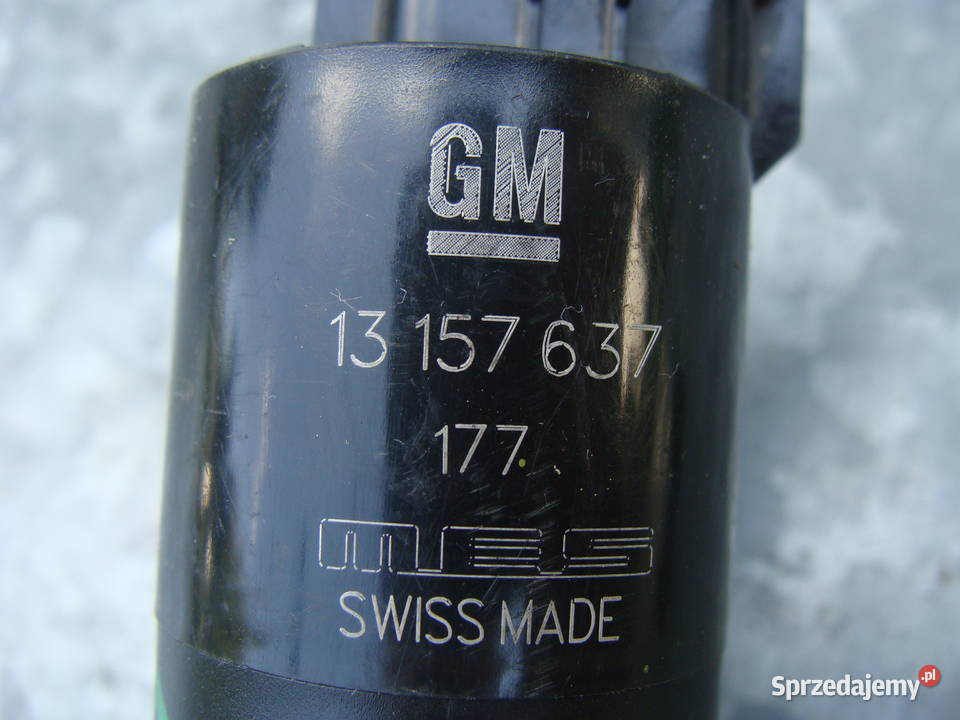 GM
13 157 637
177
mes
SWISS MADE
Sprzedajemy.pl